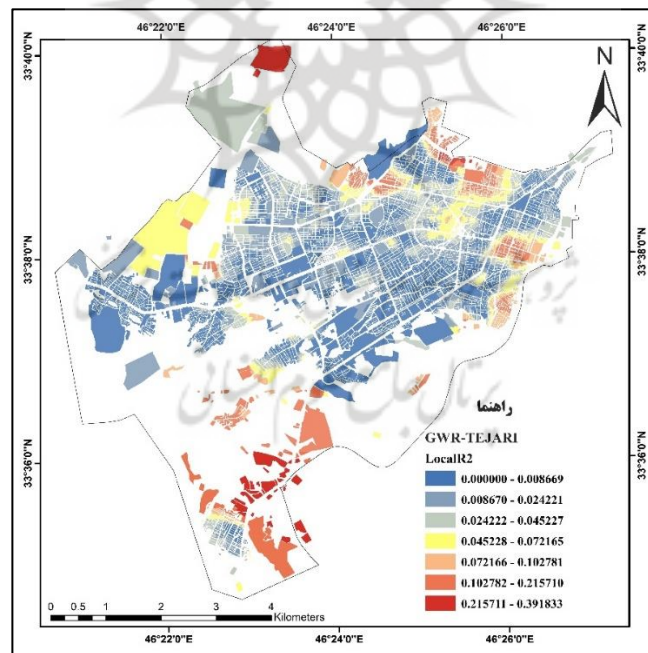 46°22'0"E
46°24'0"E
46°26'0"E
33°40'0"N
33°40'0"N
N
33°38'0"N
33°38'0"N
33°36'0"N
33°36'0"N
راهنما
GWR-TEJARI
LocalR2
0.000000 - 0.008669
0.008670 - 0.024221
0.024222 - 0.045227
0.045228 - 0.072165
0.072166 - 0.102781
0.102782 - 0.215710
0.215711 - 0.391833
0 0.5 1 2 3 4
Kilometers
46°22'0"E
46°24'0"E
46°26'0"E